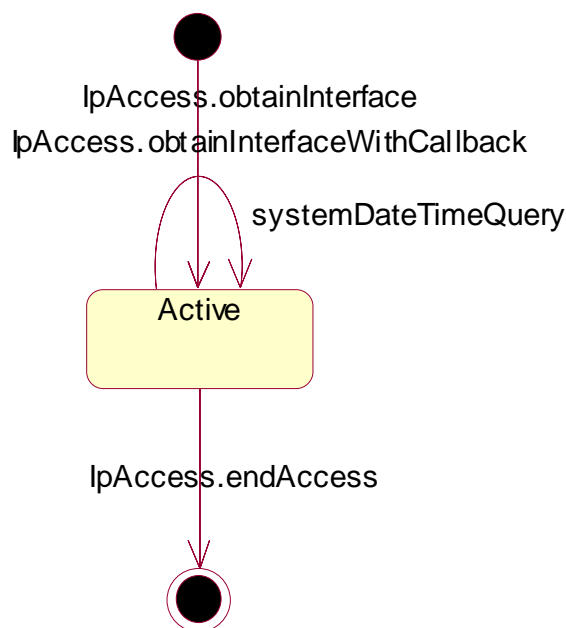 IpAccess.obtainInterface
IpAccess.obtainInterfaceWithCallback
systemDateTimeQuery
Active
IpAccess.endAccess